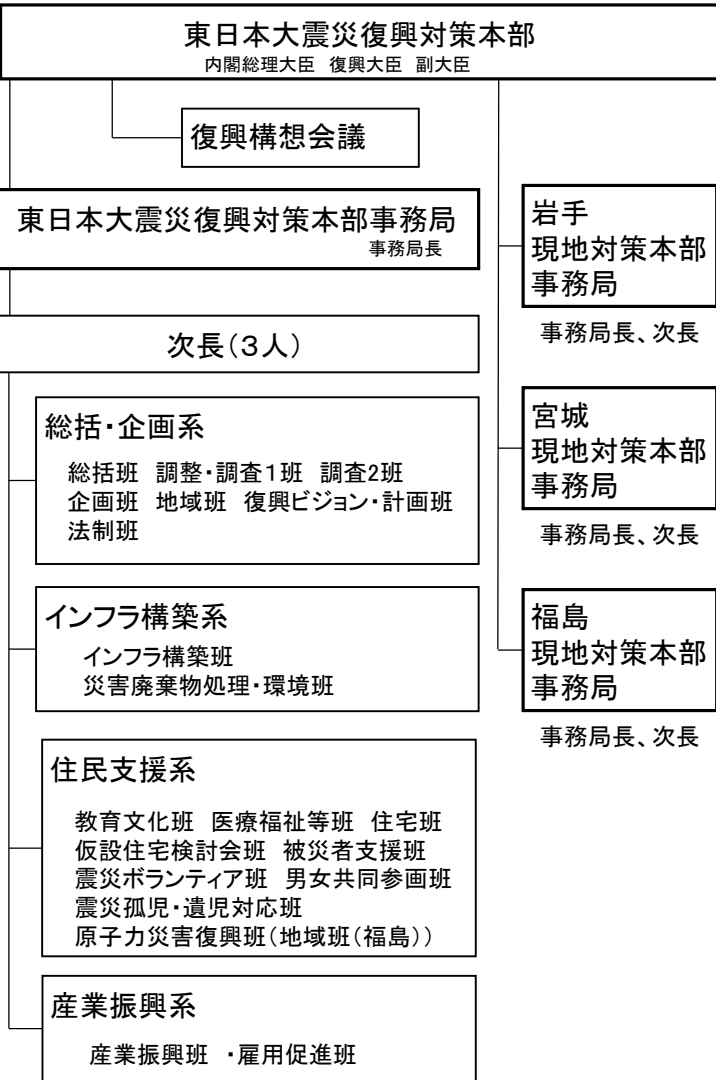 東日本大震災復興対策本部
内閣総理大臣 復興大臣 副大臣
復興構想会議
東日本大震災復興対策本部事務局
事務局長
次長(3人)
総括・企画系
総括班 調整・調査1班 調査2班
企画班 地域班 復興ビジョン・計画班
法制班
インフラ構築系
インフラ構築班
災害廃棄物処理・環境班
住民支援系
教育文化班 医療福祉等班 住宅班
仮設住宅検討会班 被災者支援班
震災ボランティア班 男女共同参画班
震災孤児・遺児対応班
原子力災害復興班(地域班(福島))
産業振興系
産業振興班 ・雇用促進班
岩手
現地対策本部
事務局
事務局長、次長
宮城
現地対策本部
事務局
事務局長、次長
福島
現地対策本部
事務局
事務局長、次長